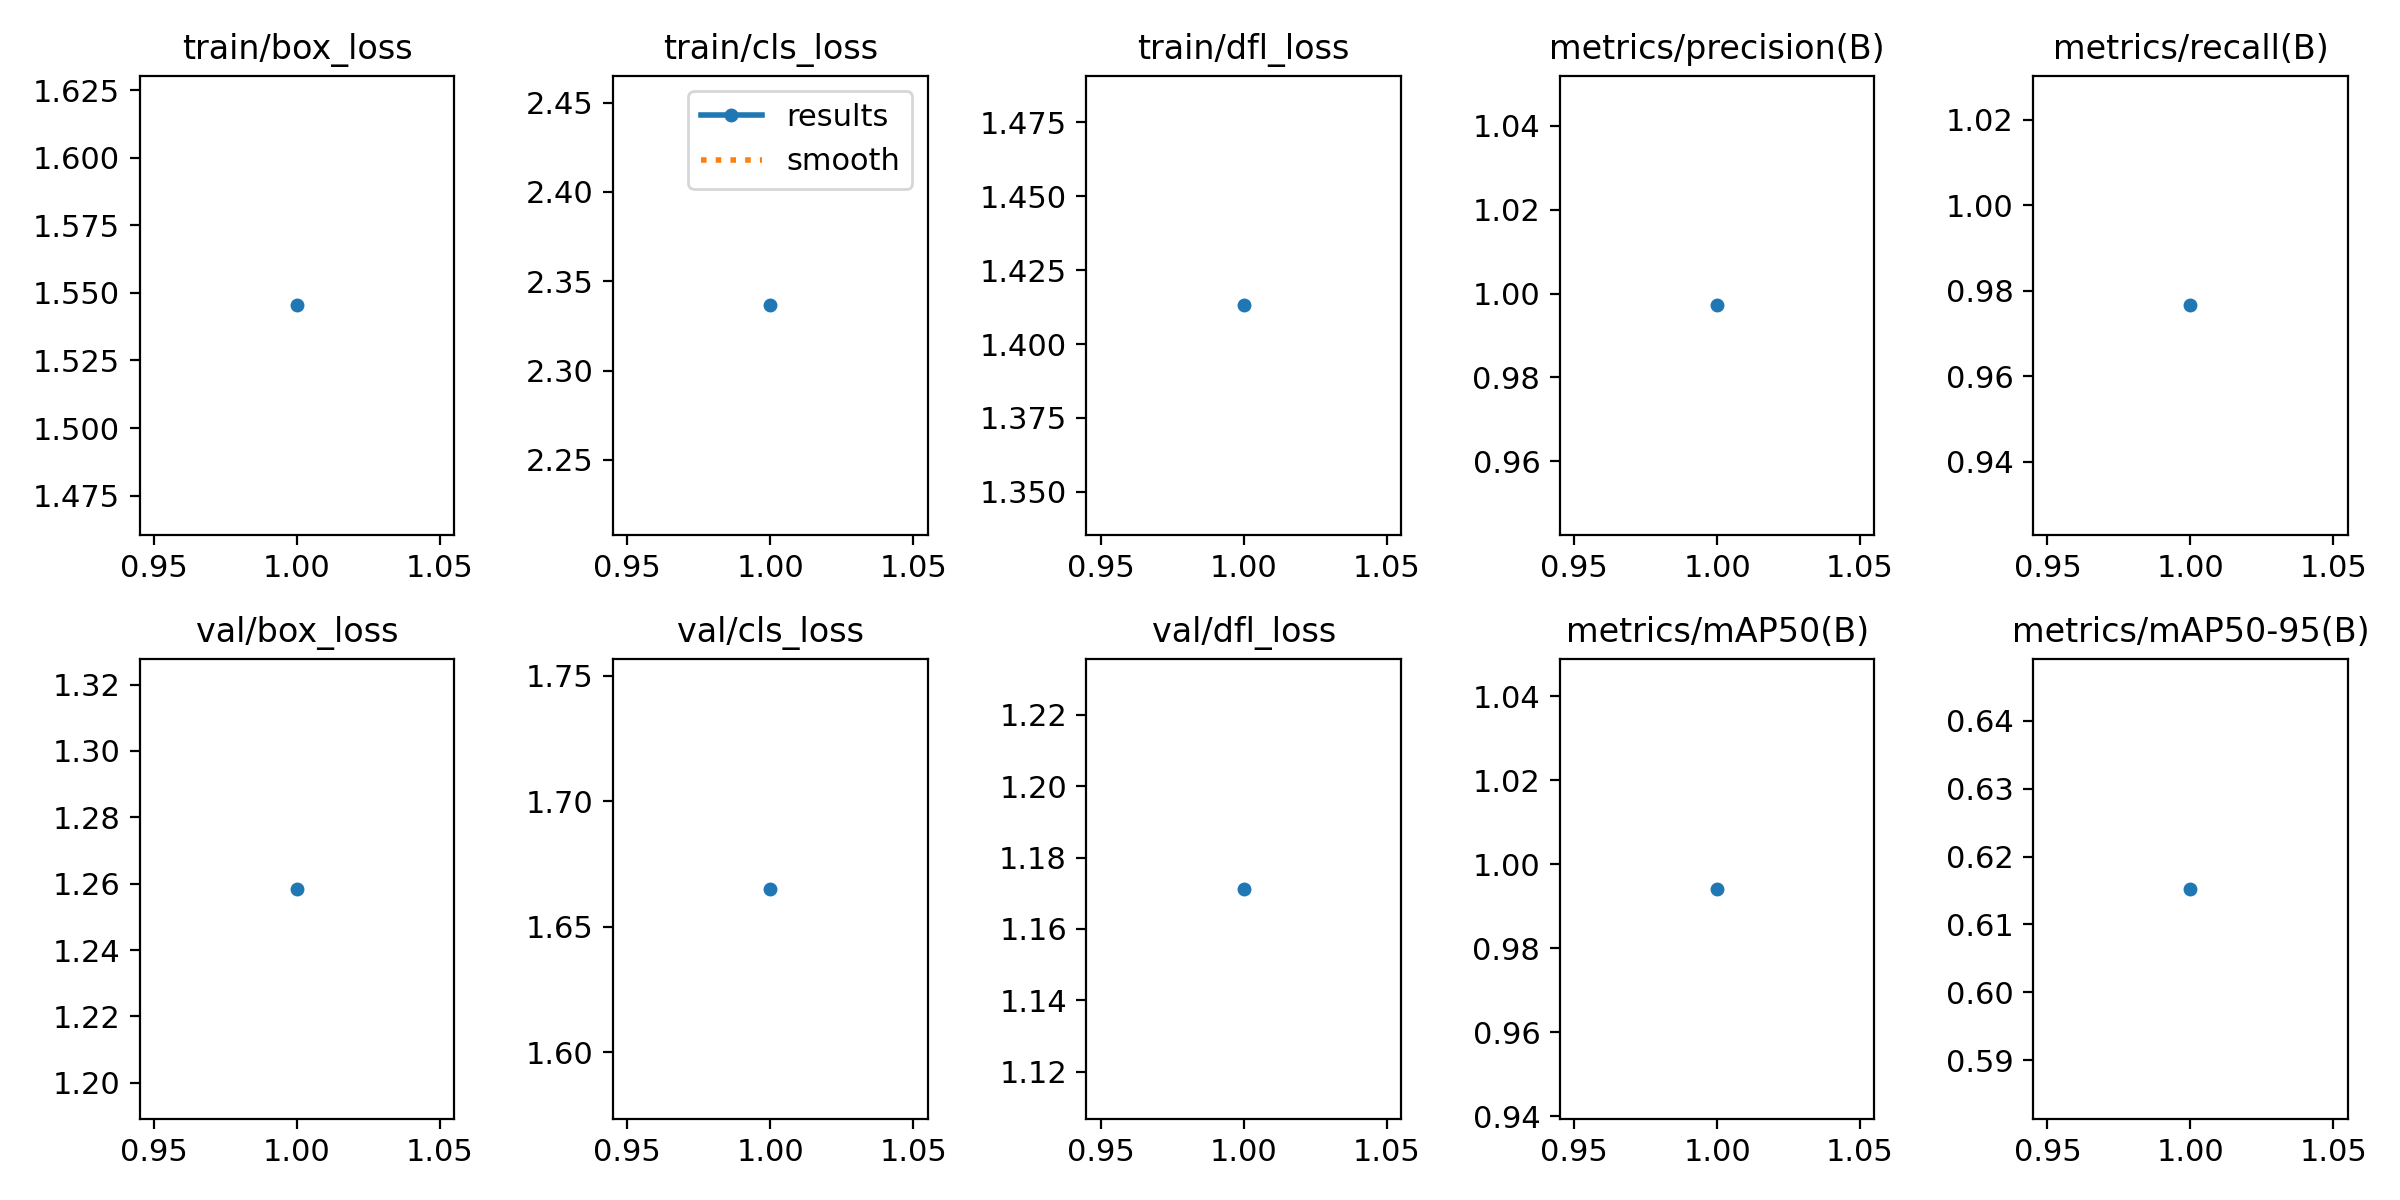 train/box_loss
1.625
1.600
1.575
1.550
1.525
1.500
1.475
0.95 1.00 1.05
train/cls_loss
results
smooth
2.45
2.40
2.35
2.30
2.25
0.95 1.00 1.05
train/dfl_loss
1.475
1.450
1.425
1.400
1.375
1.350
0.95 1.00 1.05
metrics/precision(B)
1.04
1.02
1.00
0.98
0.96
0.95 1.00 1.05
metrics/recall(B)
1.02
1.00
0.98
0.96
0.94
0.95 1.00 1.05
val/box_loss
1.32
1.30
1.28
1.26
1.24
1.22
1.20
0.95 1.00 1.05
val/cls_loss
1.75
1.70
1.65
1.60
0.95 1.00 1.05
val/dfl_loss
1.22
1.20
1.18
1.16
1.14
1.12
0.95 1.00 1.05
metrics/mAP50(B)
1.04
1.02
1.00
0.98
0.96
0.94
0.95 1.00 1.05
metrics/mAP50-95(B)
0.64
0.63
0.62
0.61
0.60
0.59
0.95 1.00 1.05